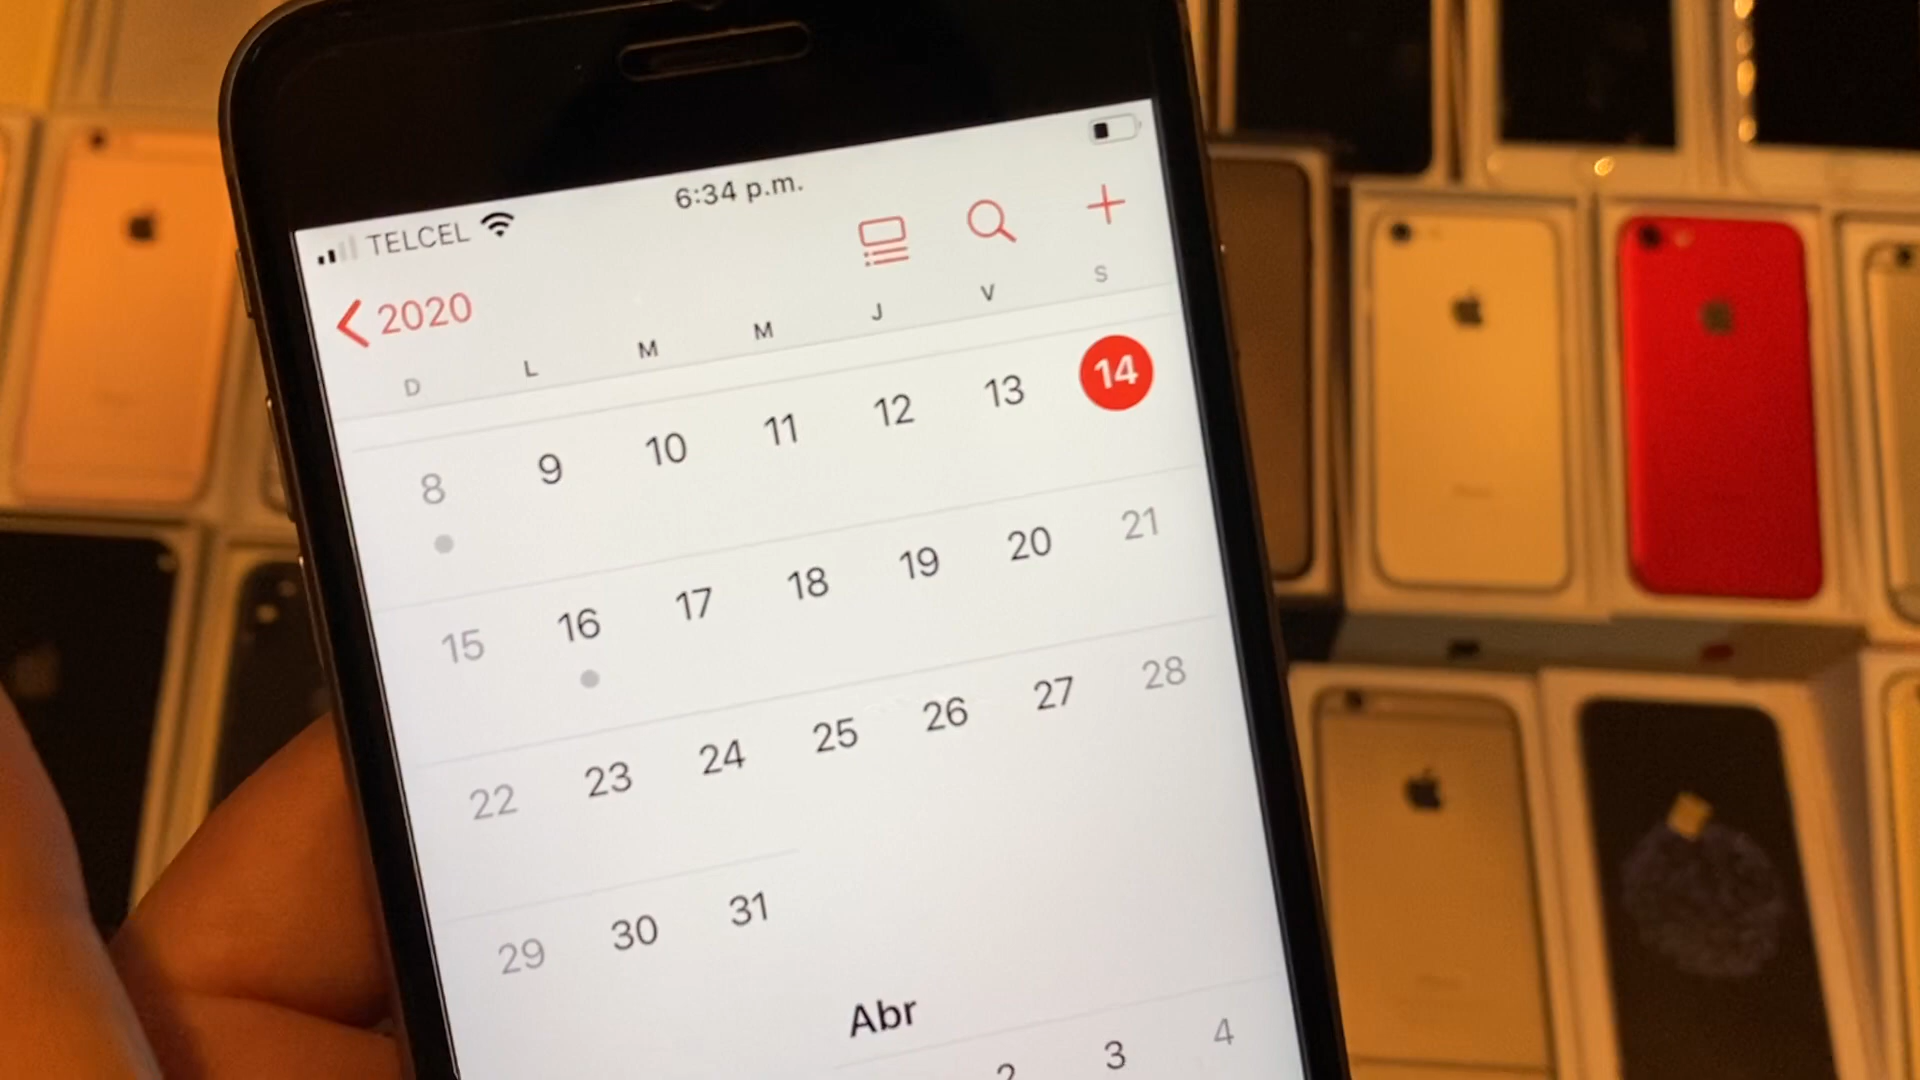 6:34 p.m.
TELCEL
2020
D L M M J V S
8 9 10 11 12 13 14
15 16 17 18 19 20 21
22 23 24 25 26 27 28
29 30 31
Abr
2 3 4